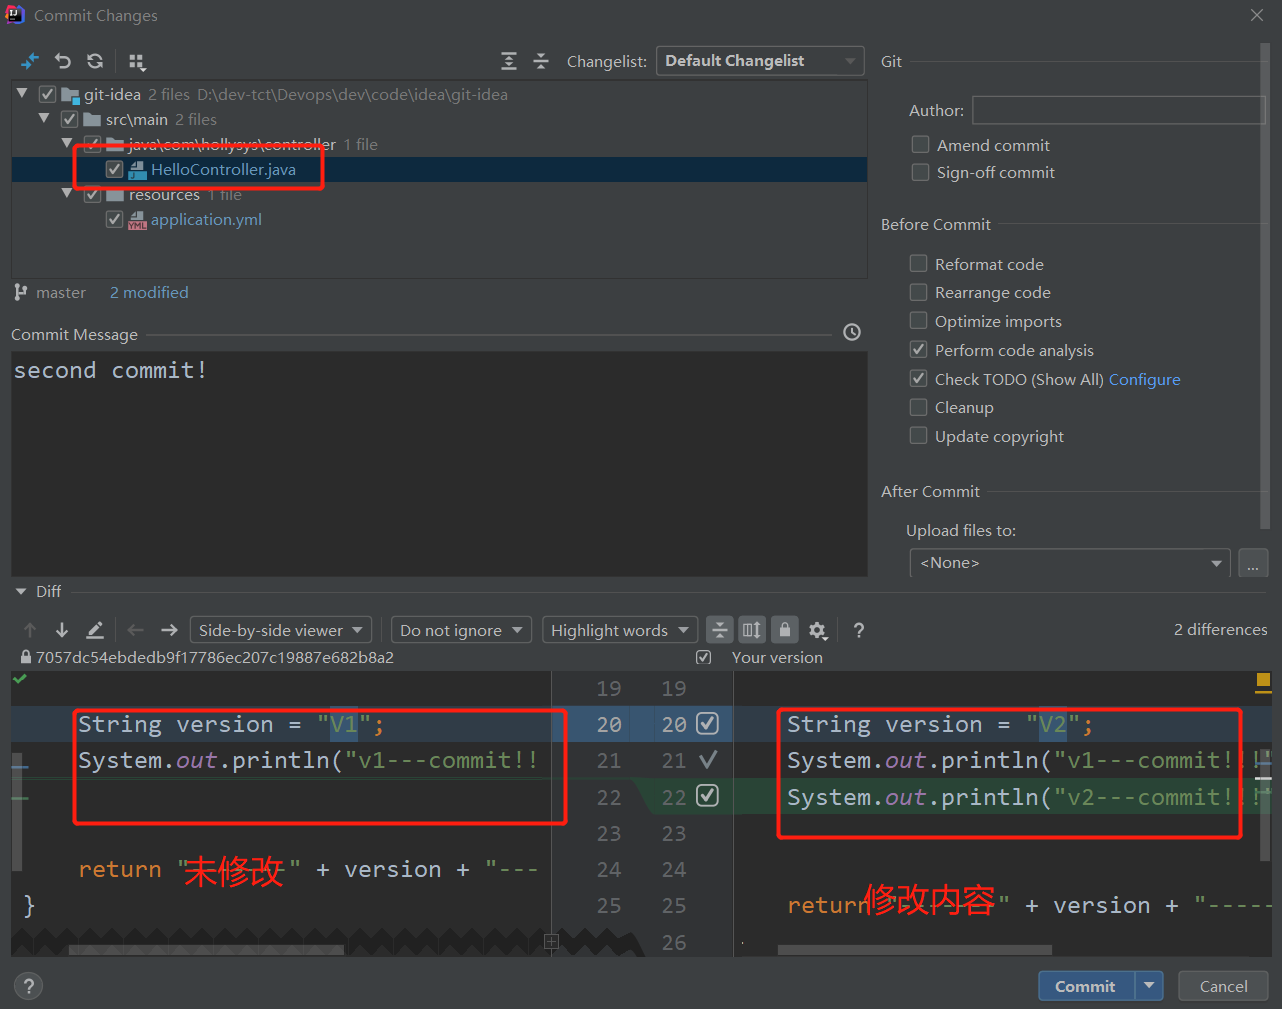 Commit Changes
Changelist: Default Changelist
git-idea 2 files D:\dev-tct\Devops\dev\code\idea\git-idea
src\main 2 files
java\com\hollysys\controller 1 file
HelloController.java
resources 1 file
application.yml
master 2 modified
Commit Message
second commit!
Git
Author:
Amend commit
Sign-off commit
Before Commit
Reformat code
Rearrange code
Optimize imports
Perform code analysis
Check TODO (Show All) Configure
Cleanup
Update copyright
After Commit
Upload files to:
<None>
...
Diff
Side-by-side viewer Do not ignore Highlight words ? 2 differences
7057dc54ebdedb9f17786ec207c19887e682b8a2 Your version
19 19
String version = "V1"; 20 20 String version = "V2";
System.out.println("v1---commit!! 21 21 System.out.println("v1---commit!!!"
22 22 System.out.println("v2---commit!!!"
23 23
return "------" + version + "--- 24 24
未修改
} 25 25 return "------" + version + "-----
修改内容
26
? Commit Cancel